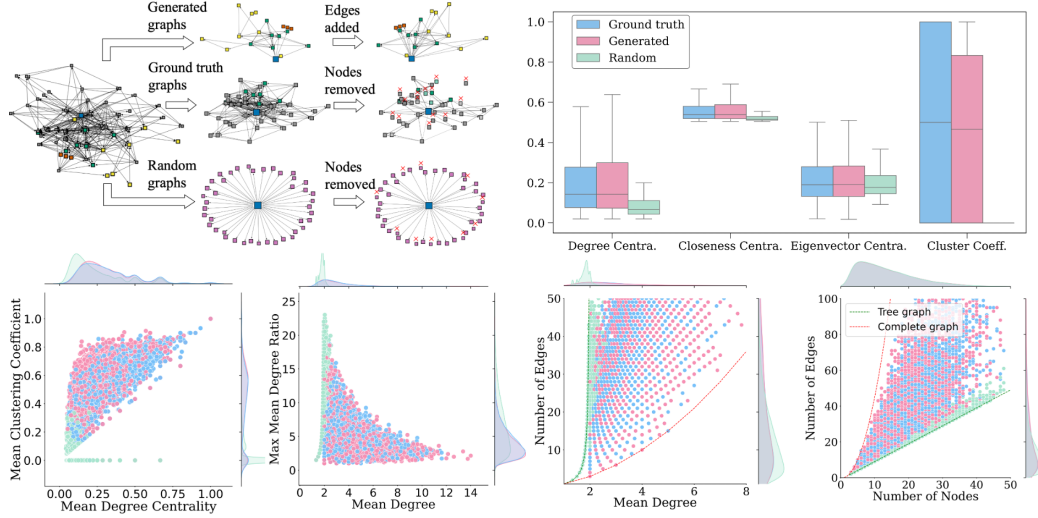 Generated
graphs
Edges
added
Ground truth
graphs
Nodes
removed
Random
graphs
Nodes
removed
1.0
0.8
0.6
0.4
0.2
0.0
Ground truth
Generated
Random
Degree Centra.
Closeness Centra.
Eigenvector Centra.
Cluster Coeff.
Mean Clustering Coefficient
1.0
0.8
0.6
0.4
0.2
0.0
0.00
0.25
0.50
0.75
1.00
Mean Degree Centrality
Max Mean Degree Ratio
25
20
15
10
5
0
0
2
4
6
8
10
12
14
Mean Degree
Number of Edges
50
40
30
20
10
0
2
4
6
8
Mean Degree
Number of Edges
100
80
60
40
20
0
Tree graph
Complete graph
0
10
20
30
40
50
Number of Nodes